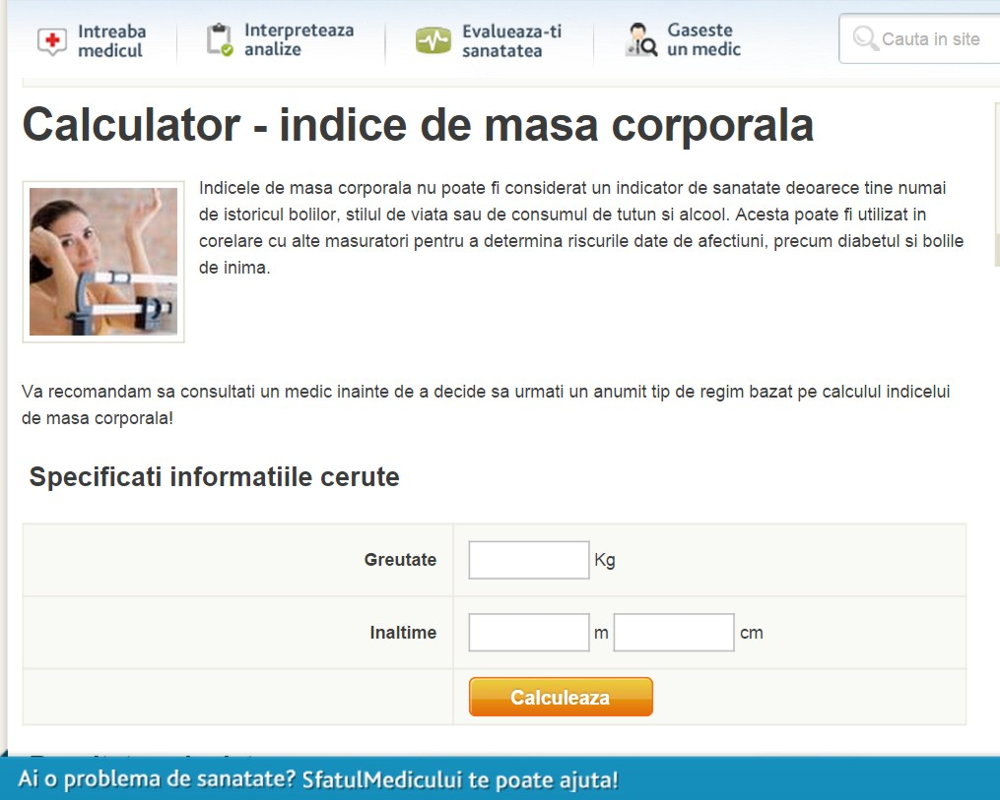 Intreaba
medicul
Interpreteaza
analize
Evalueaza-ti
sanatatea
Gaseste
un medic
Cauta in site
Calculator - indice de masa corporala
Indicele de masa corporala nu poate fi considerat un indicator de sanatate deoarece tine numai
de istoricul bolilor, stilul de viata sau de consumul de tutun si alcool. Acesta poate fi utilizat in
corelare cu alte masuratori pentru a determina riscurile date de afectiuni, precum diabetul si bolile
de inima.
Va recomandam sa consultati un medic inainte de a decide sa urmati un anumit tip de regim bazat pe calculul indicelui
de masa corporala!
Specificati informatiile cerute
Greutate Kg
Inaltime m cm
Calculeaza
Ai o problema de sanatate? SfatulMedicului te poate ajuta!